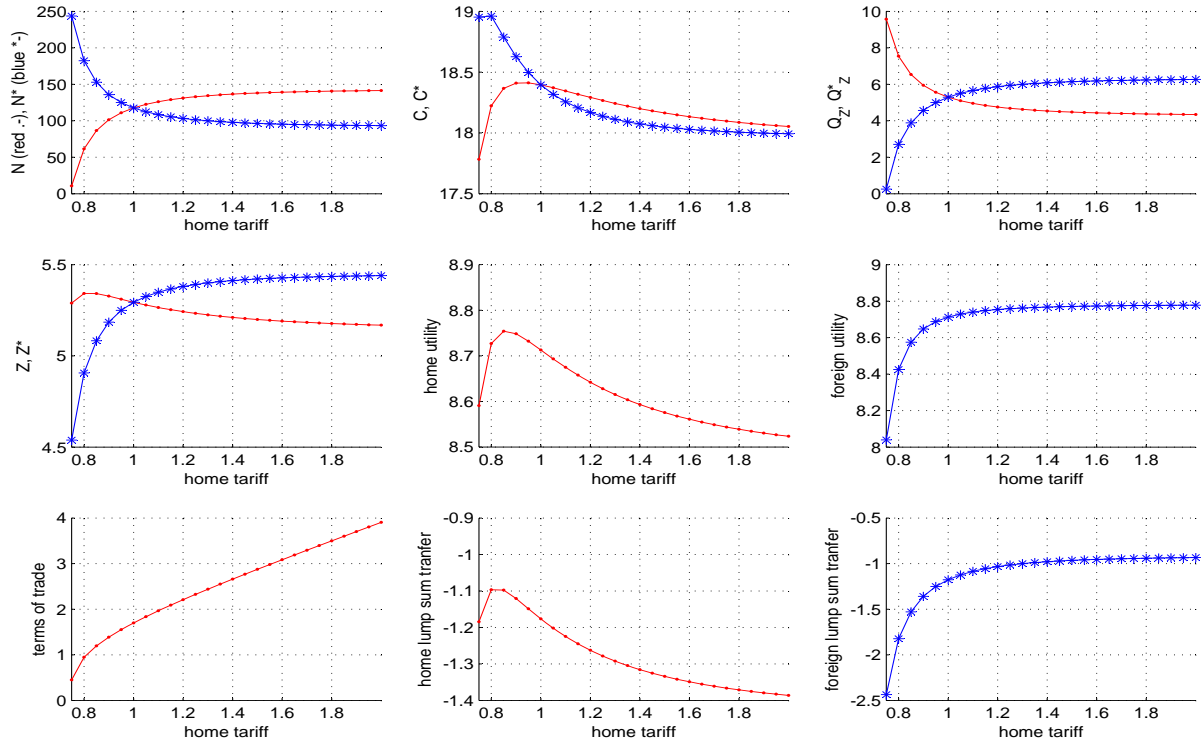 N (red -.), N* (blue *-)
250
200
150
100
50
0
0.8 1 1.2 1.4 1.6 1.8
home tariff
C, C*
19
18.5
18
17.5
0.8 1 1.2 1.4 1.6 1.8
home tariff
Q_Z, Q*_Z
10
8
6
4
2
0
0.8 1 1.2 1.4 1.6 1.8
home tariff
Z, Z*
5.5
5
4.5
0.8 1 1.2 1.4 1.6 1.8
home tariff
home utility
8.9
8.8
8.7
8.6
8.5
0.8 1 1.2 1.4 1.6 1.8
home tariff
foreign utility
9
8.8
8.6
8.4
8.2
8
0.8 1 1.2 1.4 1.6 1.8
home tariff
terms of trade
4
3
2
1
0
0.8 1 1.2 1.4 1.6 1.8
home tariff
home lump sum tranfer
-0.9
-1
-1.1
-1.2
-1.3
-1.4
0.8 1 1.2 1.4 1.6 1.8
home tariff
foreign lump sum tranfer
-0.5
-1
-1.5
-2
-2.5
0.8 1 1.2 1.4 1.6 1.8
home tariff